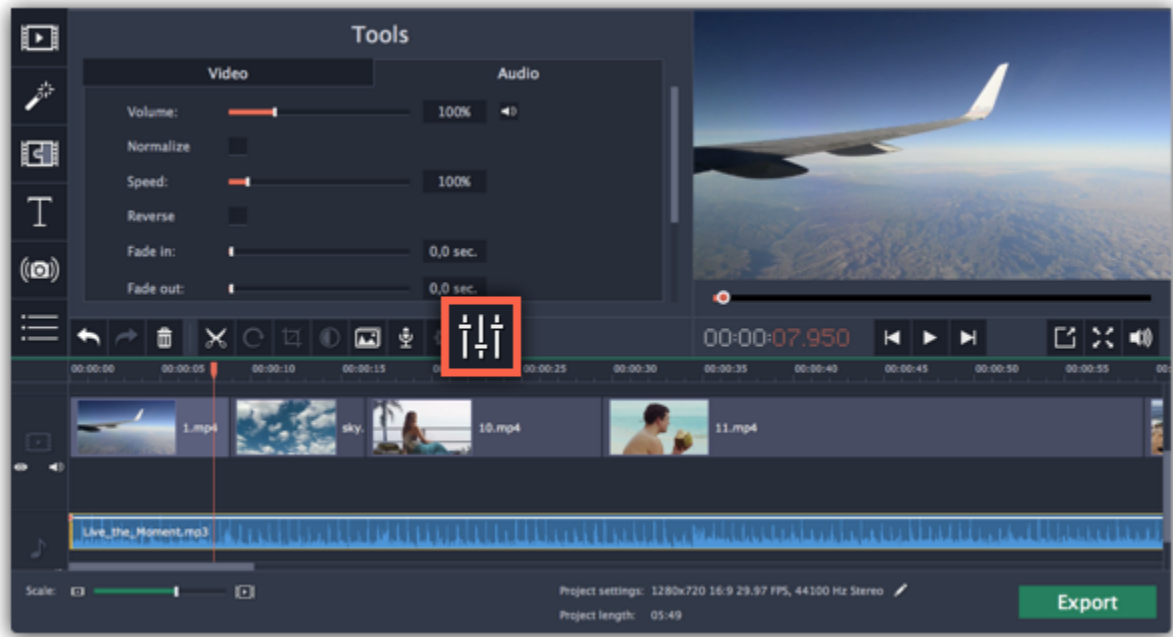 Tools
Video
Audio
Volume:
100%
Normalize
Speed:
100%
Reverse
Fade in:
0,0 sec.
Fade out:
0,0 sec.
T
00:00:07.950
00:00:00 00:00:05 00:00:10 00:00:15 00:00:25 00:00:30 00:00:35 00:00:40 00:00:45 00:00:50 00:00:55
1.mp4
sky.
10.mp4
11.mp4
Live_the_Moment.mp3
Scale:
Project settings: 1280x720 16:9 29.97 FPS, 44100 Hz Stereo
Project length: 05:49
Export